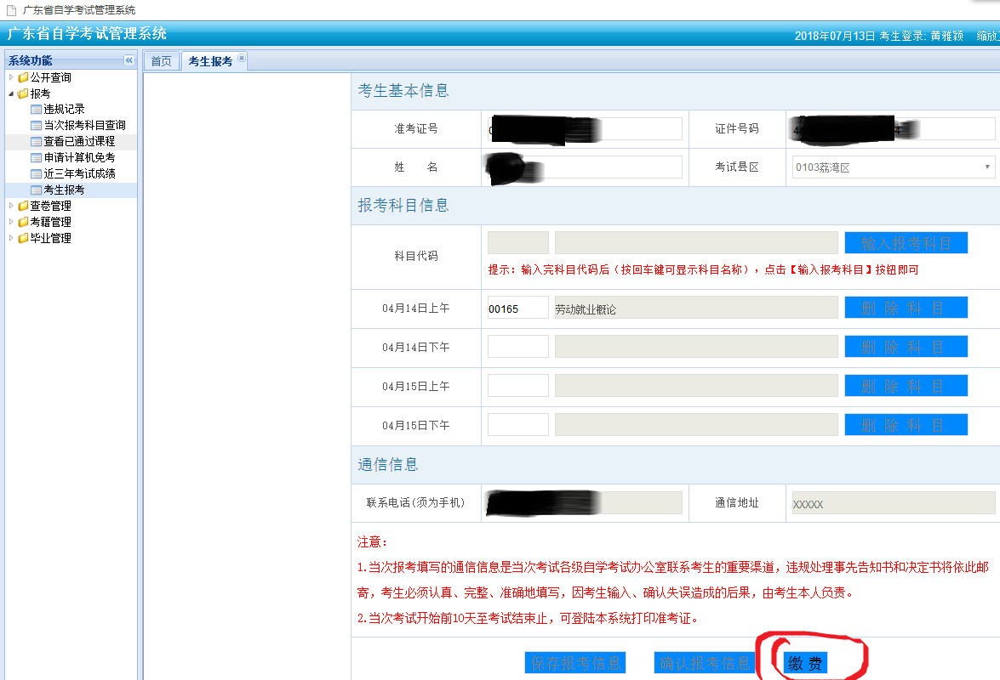 广东省自学考试管理系统
广东省自学考试管理系统
2018年07月13日 考生登录: 黄雅颖 缩放
系统功能
首页 考生报考
公开查询
报考
违规记录
当次报考科目查询
查看已通过课程
申请计算机免考
近三年考试成绩
考生报考
查卷管理
考籍管理
毕业管理
考生基本信息
准考证号 证件号码
姓 名 考试县区 0103荔湾区
报考科目信息
科目代码 输入报考科目
提示：输入完科目代码后（按回车键可显示科目名称），点击【输入报考科目】按钮即可
04月14日上午 00165 劳动就业概论 删 除 科 目
04月14日下午 删 除 科 目
04月15日上午 删 除 科 目
04月15日下午 删 除 科 目
通信信息
联系电话(须为手机) 通信地址 XXXXX
注意：
1.当次报考填写的通信信息是当次考试各级自学考试办公室联系考生的重要渠道，违规处理事先告知书和决定书将依此邮
寄，考生必须认真、完整、准确地填写，因考生输入、确认失误造成的后果，由考生本人负责。
2.当次考试开始前10天至考试结束止，可登陆本系统打印准考证。
保存报考信息 确认报考信息 缴 费